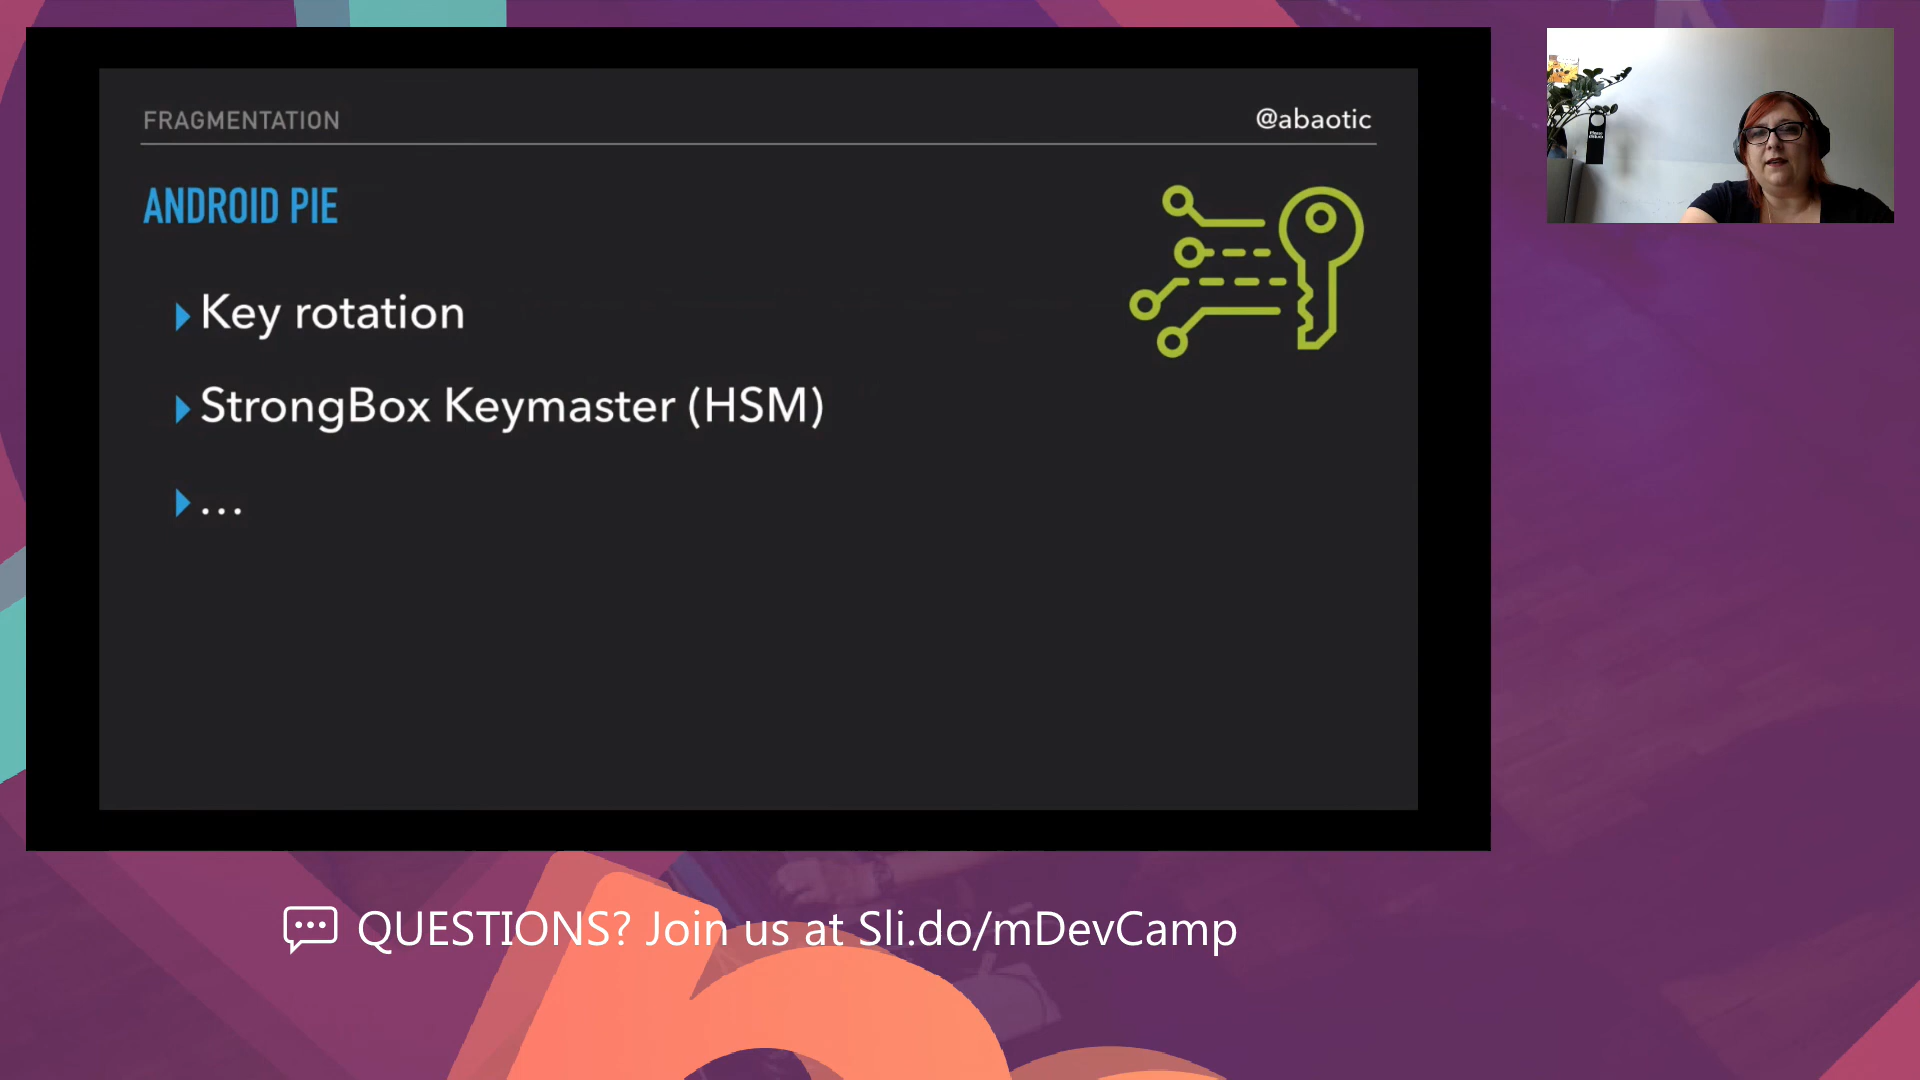 FRAGMENTATION
@abaotic
ANDROID PIE
Key rotation
StrongBox Keymaster (HSM)
...
QUESTIONS? Join us at Sli.do/mDevCamp